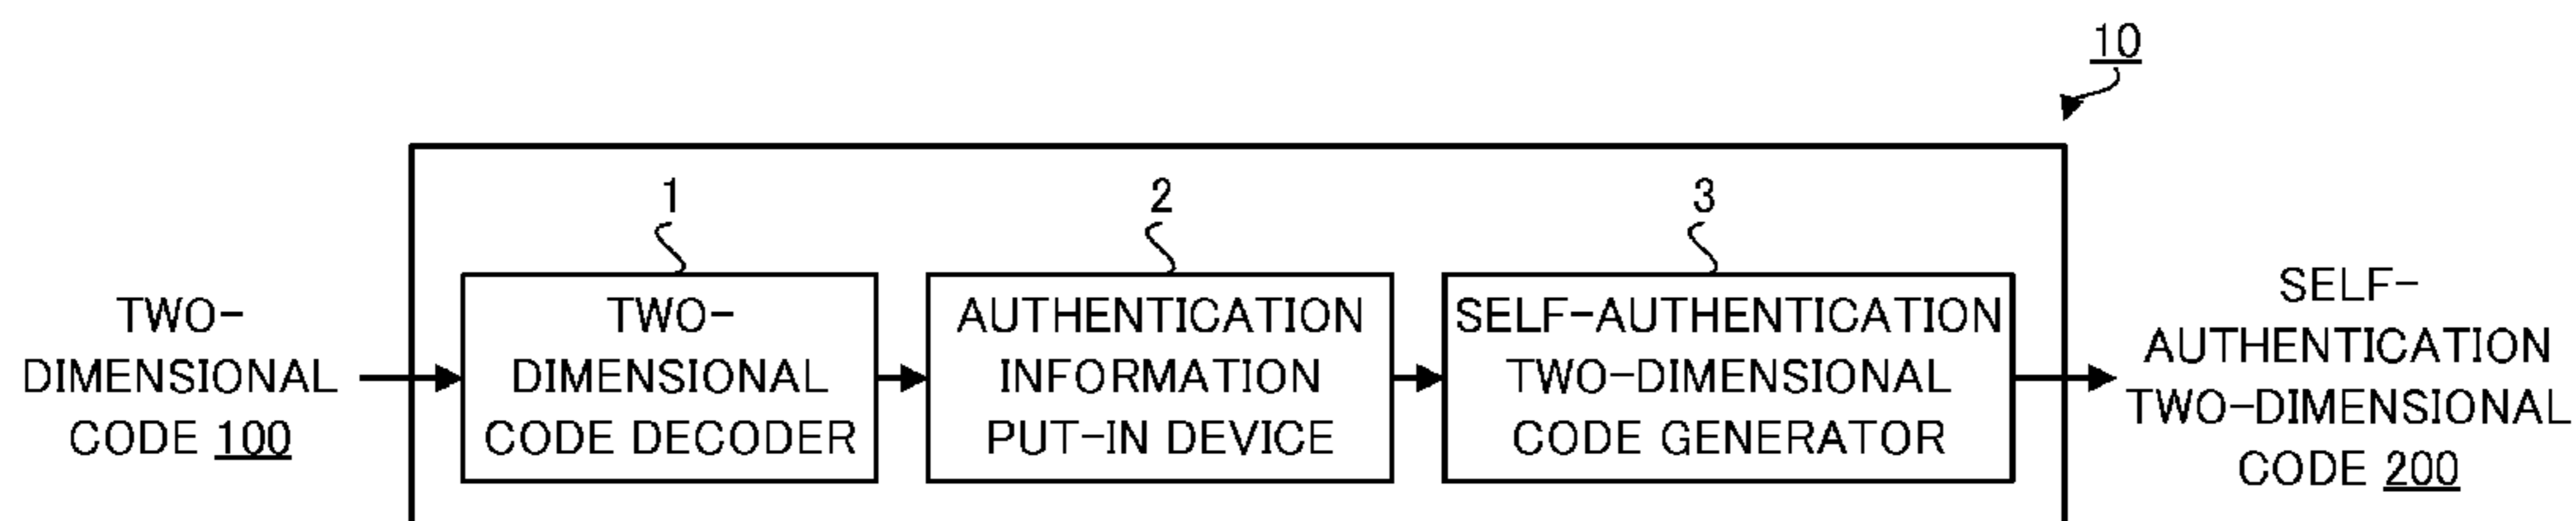 10
1
2
3
TWO-
DIMENSIONAL
CODE 100
TWO-
DIMENSIONAL
CODE DECODER
AUTHENTICATION
INFORMATION
PUT-IN DEVICE
SELF-AUTHENTICATION
TWO-DIMENSIONAL
CODE GENERATOR
SELF-
AUTHENTICATION
TWO-DIMENSIONAL
CODE 200